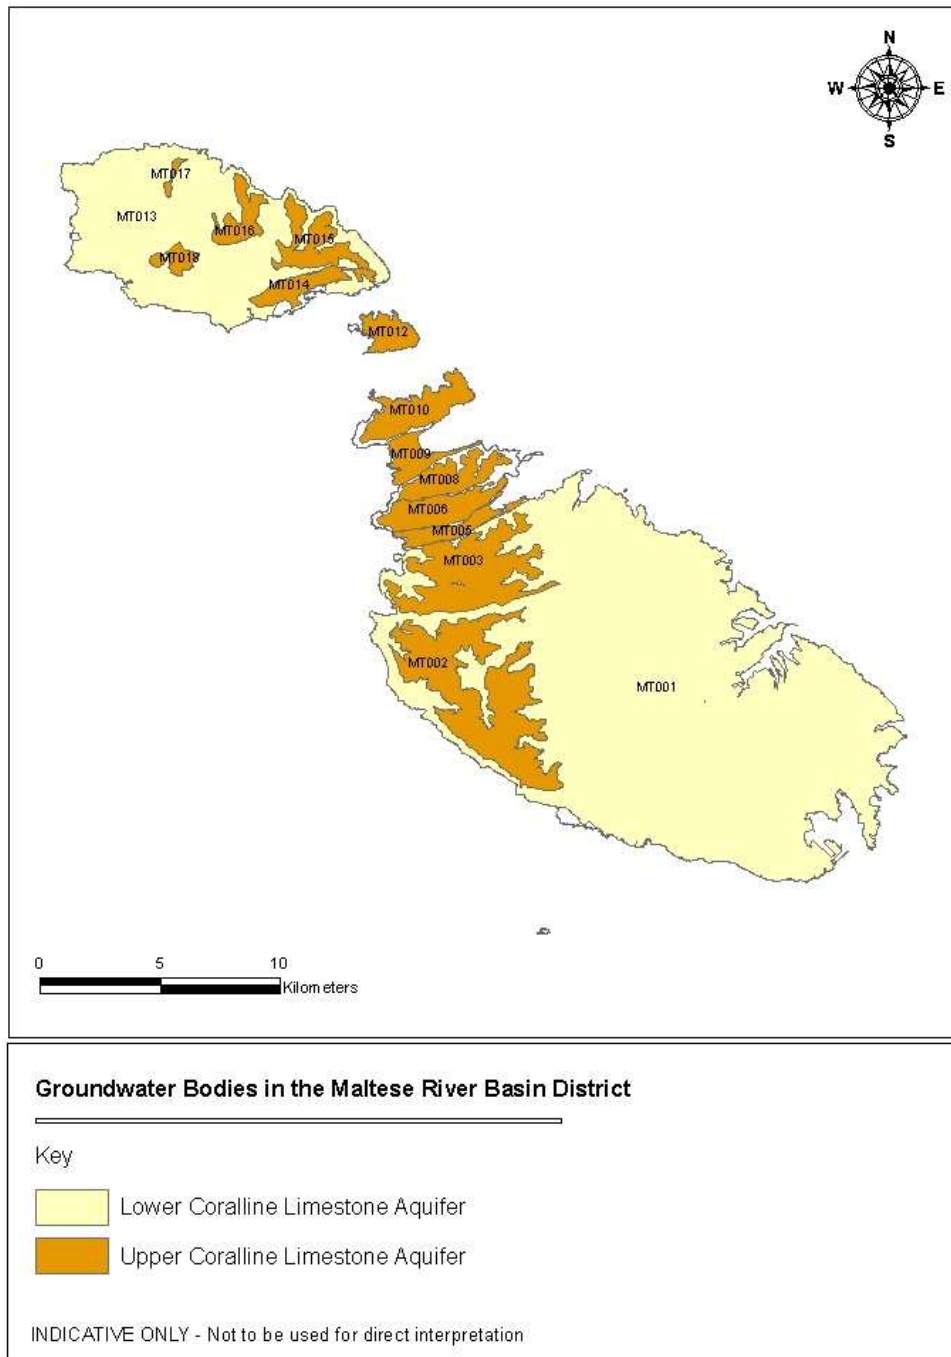 N
W E
S
MT017
MT013
MT016
MT015
MT018
MT014
MT012
MT010
MT009
MT008
MT006
MT005
MT003
MT002
MT001
0 5 10
Kilometers
Groundwater Bodies in the Maltese River Basin District
Key
Lower Coralline Limestone Aquifer
Upper Coralline Limestone Aquifer
INDICATIVE ONLY - Not to be used for direct interpretation